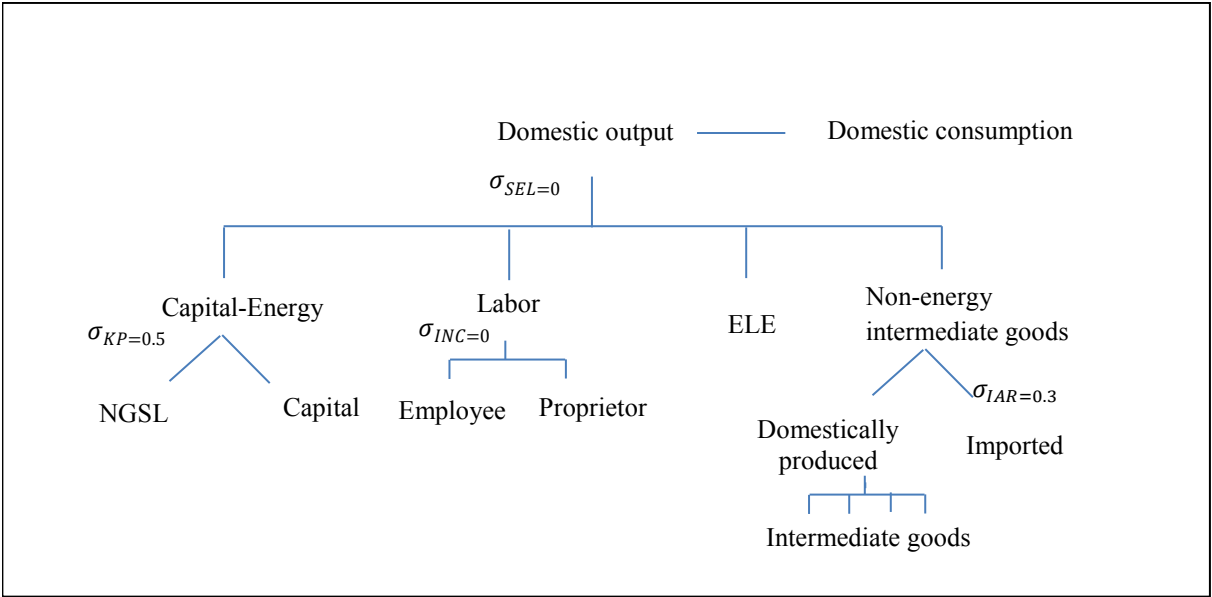 Domestic output
Domestic consumption
σSEL=0
Capital-Energy
Labor
ELE
Non-energy
intermediate goods
σKP=0.5
σINC=0
NGSL
Capital
Employee
Proprietor
σIAR=0.3
Domestically
produced
Imported
Intermediate goods